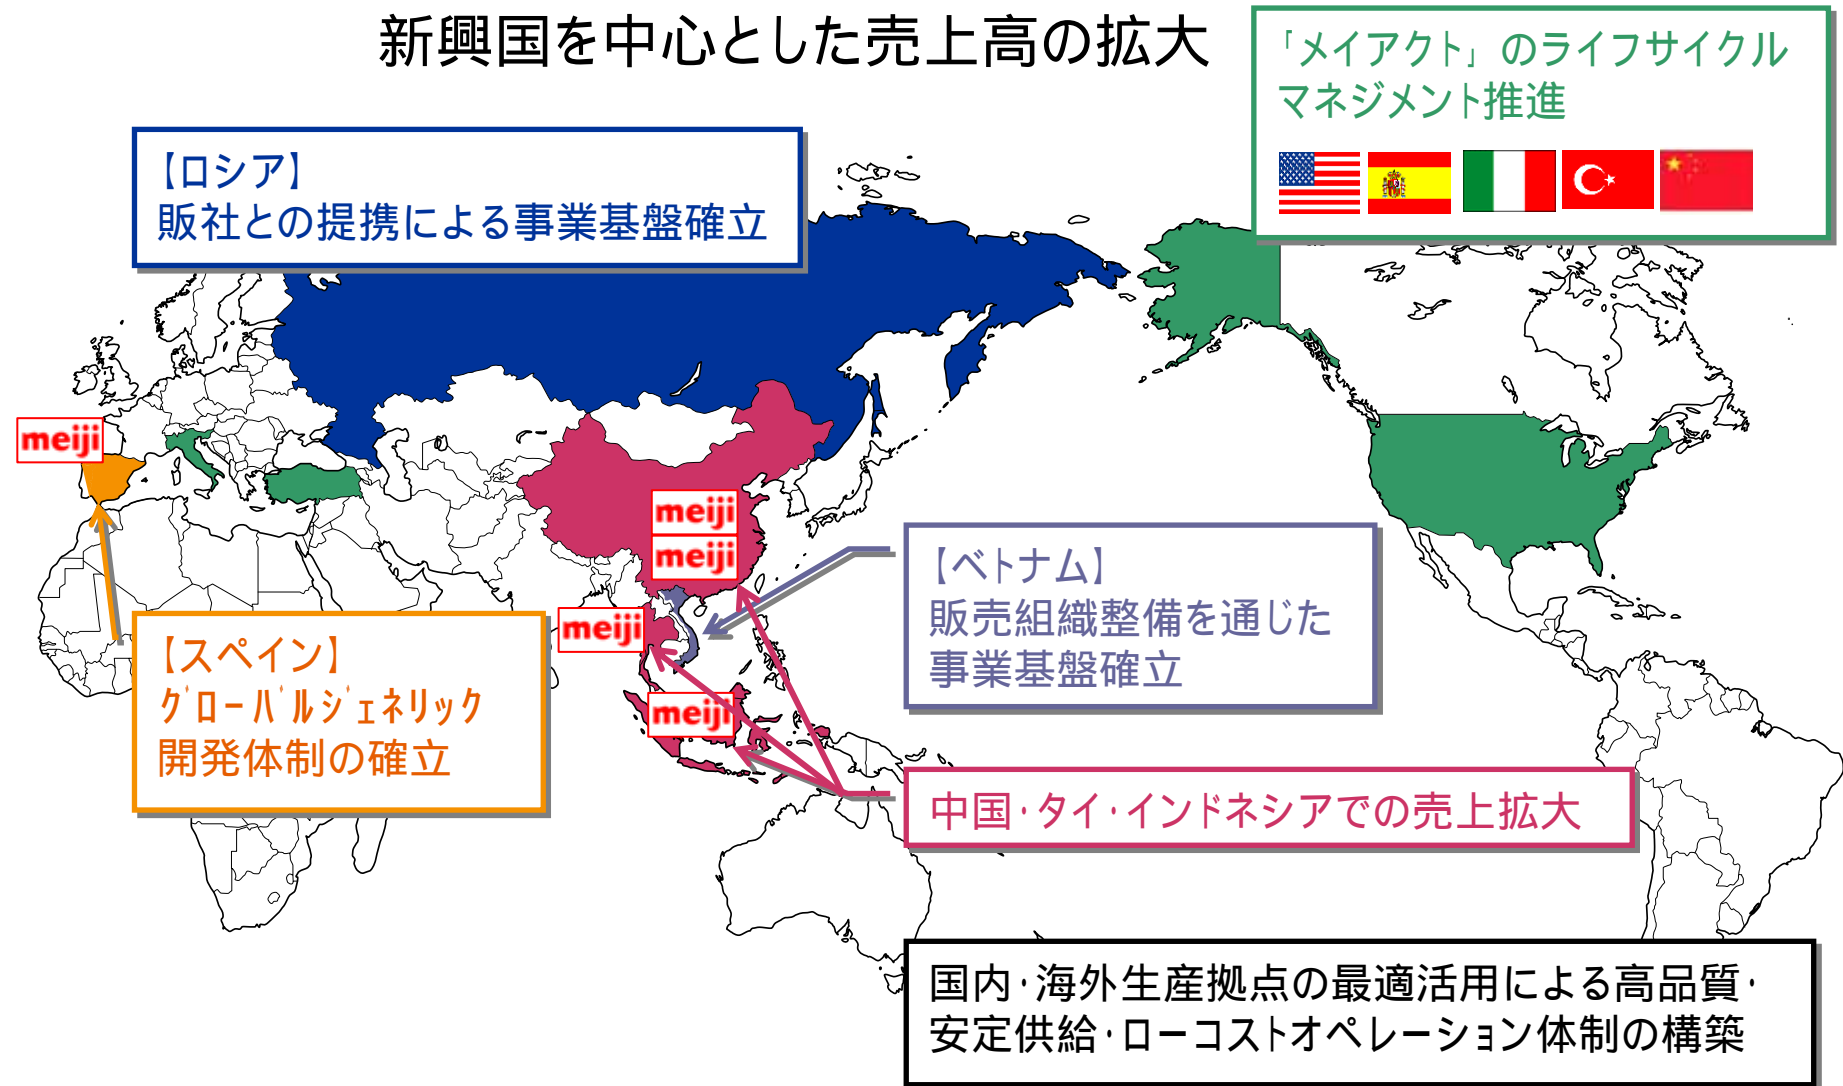 新興国を中心とした売上高の拡大
「メイアクト」のライフサイクル
マネジメント推進
【ロシア】
販社との提携による事業基盤確立
meiji
meiji
meiji
【ベトナム】
販売組織整備を通じた
事業基盤確立
meiji
【スペイン】
グローバルジェネリック
開発体制の確立
meiji
中国・タイ・インドネシアでの売上拡大
国内・海外生産拠点の最適活用による高品質・
安定供給・ローコストオペレーション体制の構築